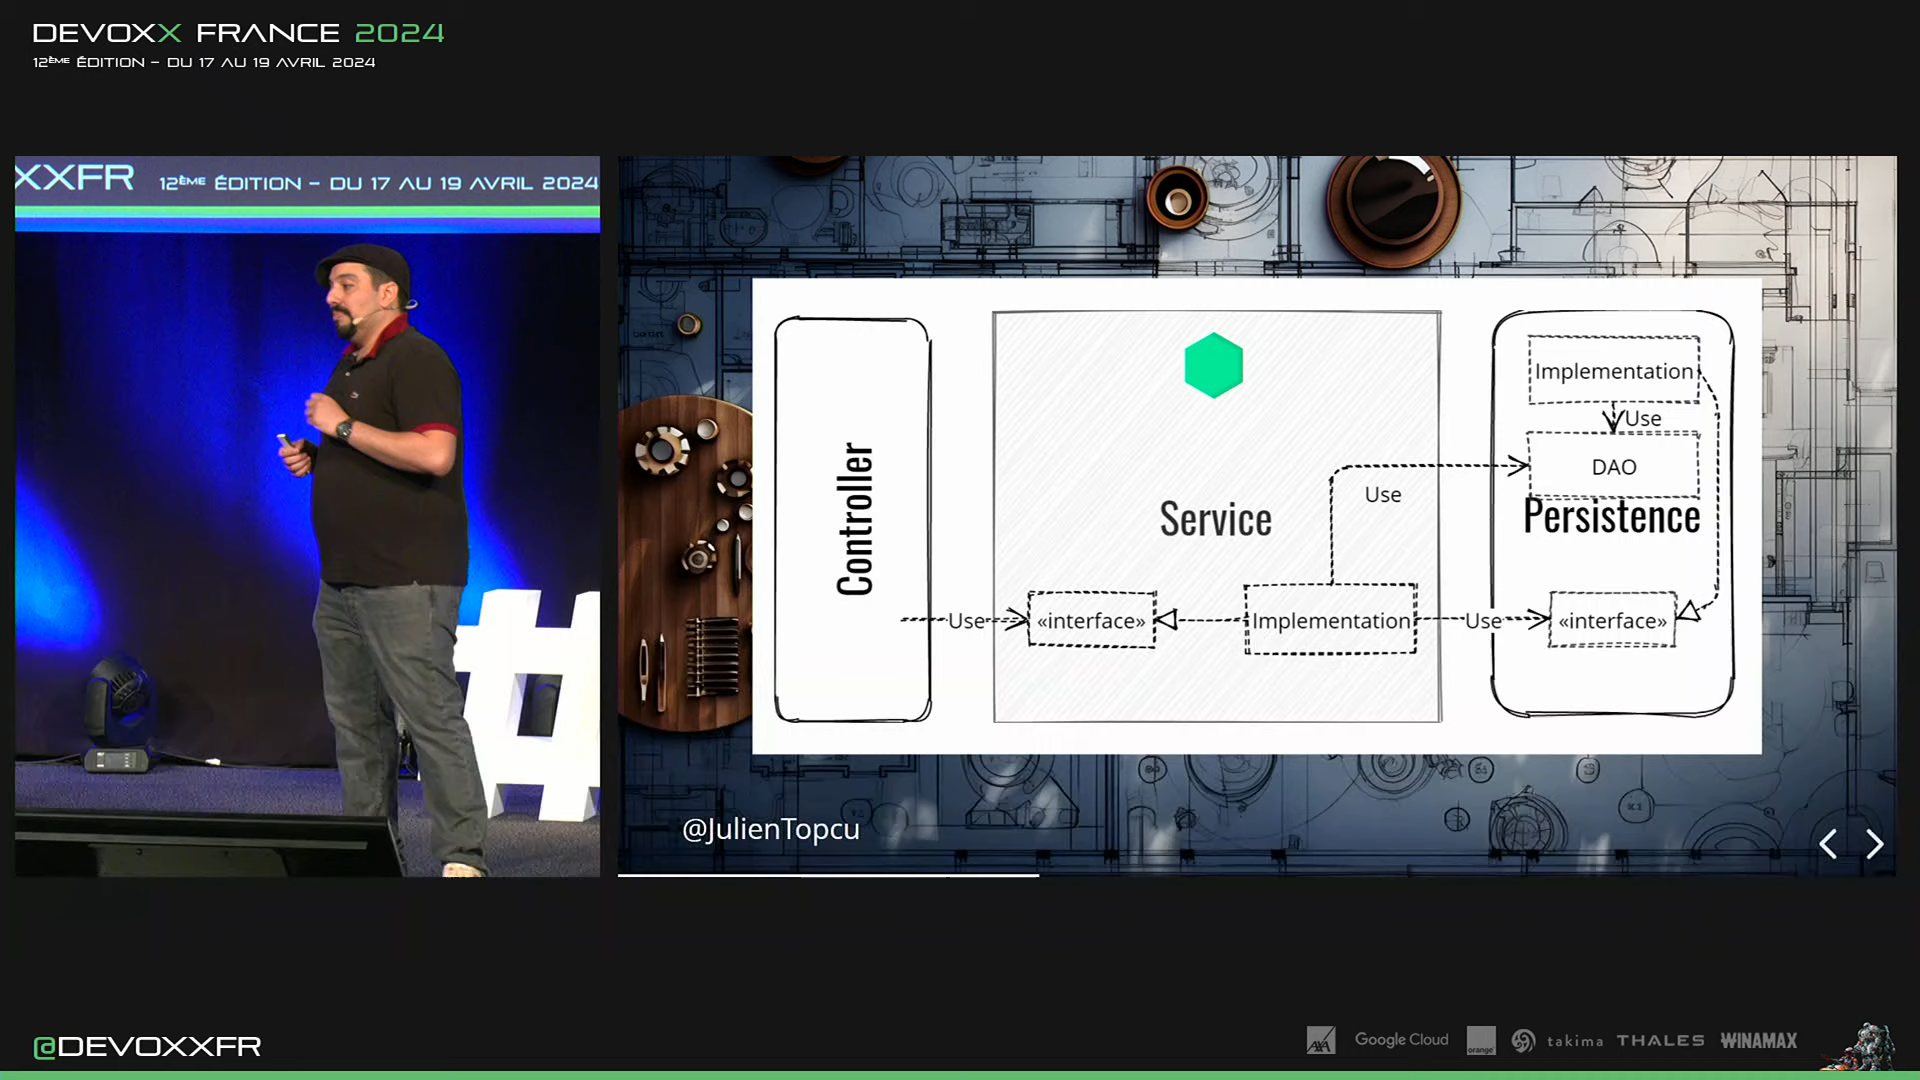 DEVOXX FRANCE 2024
12ÈME ÉDITION - DU 17 AU 19 AVRIL 2024
XXFR 12ÈME ÉDITION - DU 17 AU 19 AVRIL 2024
#
Controller
Service
Persistence
Implementation
Use
DAO
Use
Use
«interface»
Implementation
Use
«interface»
@JulienTopcu
@DEVOXXFR
AXA
Google Cloud
orange
takima
THALES
WINAMAX